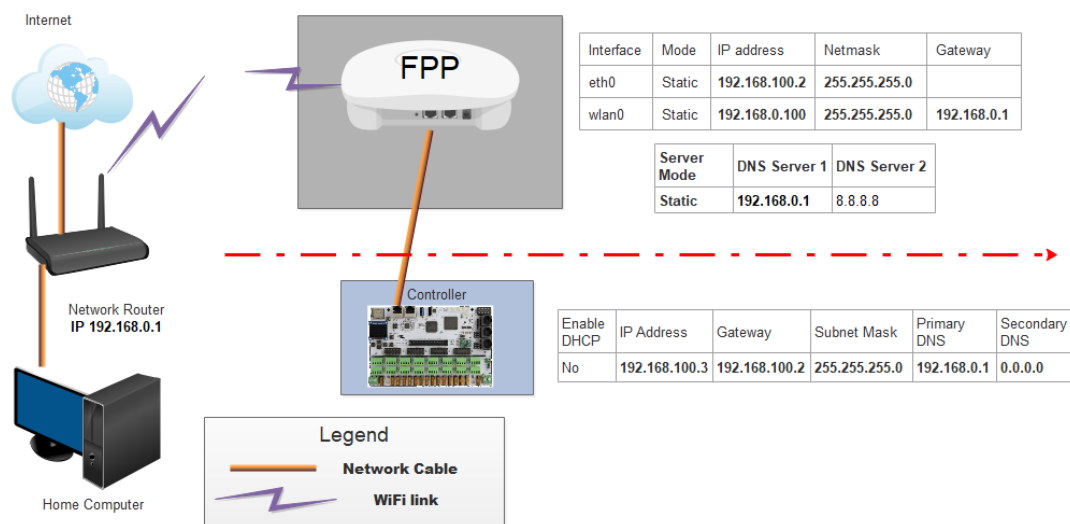 Internet
FPP
Interface Mode IP address Netmask Gateway
eth0 Static 192.168.100.2 255.255.255.0
wlan0 Static 192.168.0.100 255.255.255.0 192.168.0.1
Server Mode DNS Server 1 DNS Server 2
Static 192.168.0.1 8.8.8.8
Network Router
IP 192.168.0.1
Controller
Enable DHCP IP Address Gateway Subnet Mask Primary DNS Secondary DNS
No 192.168.100.3 192.168.100.2 255.255.255.0 192.168.0.1 0.0.0.0
Home Computer
Legend
Network Cable
WiFi link